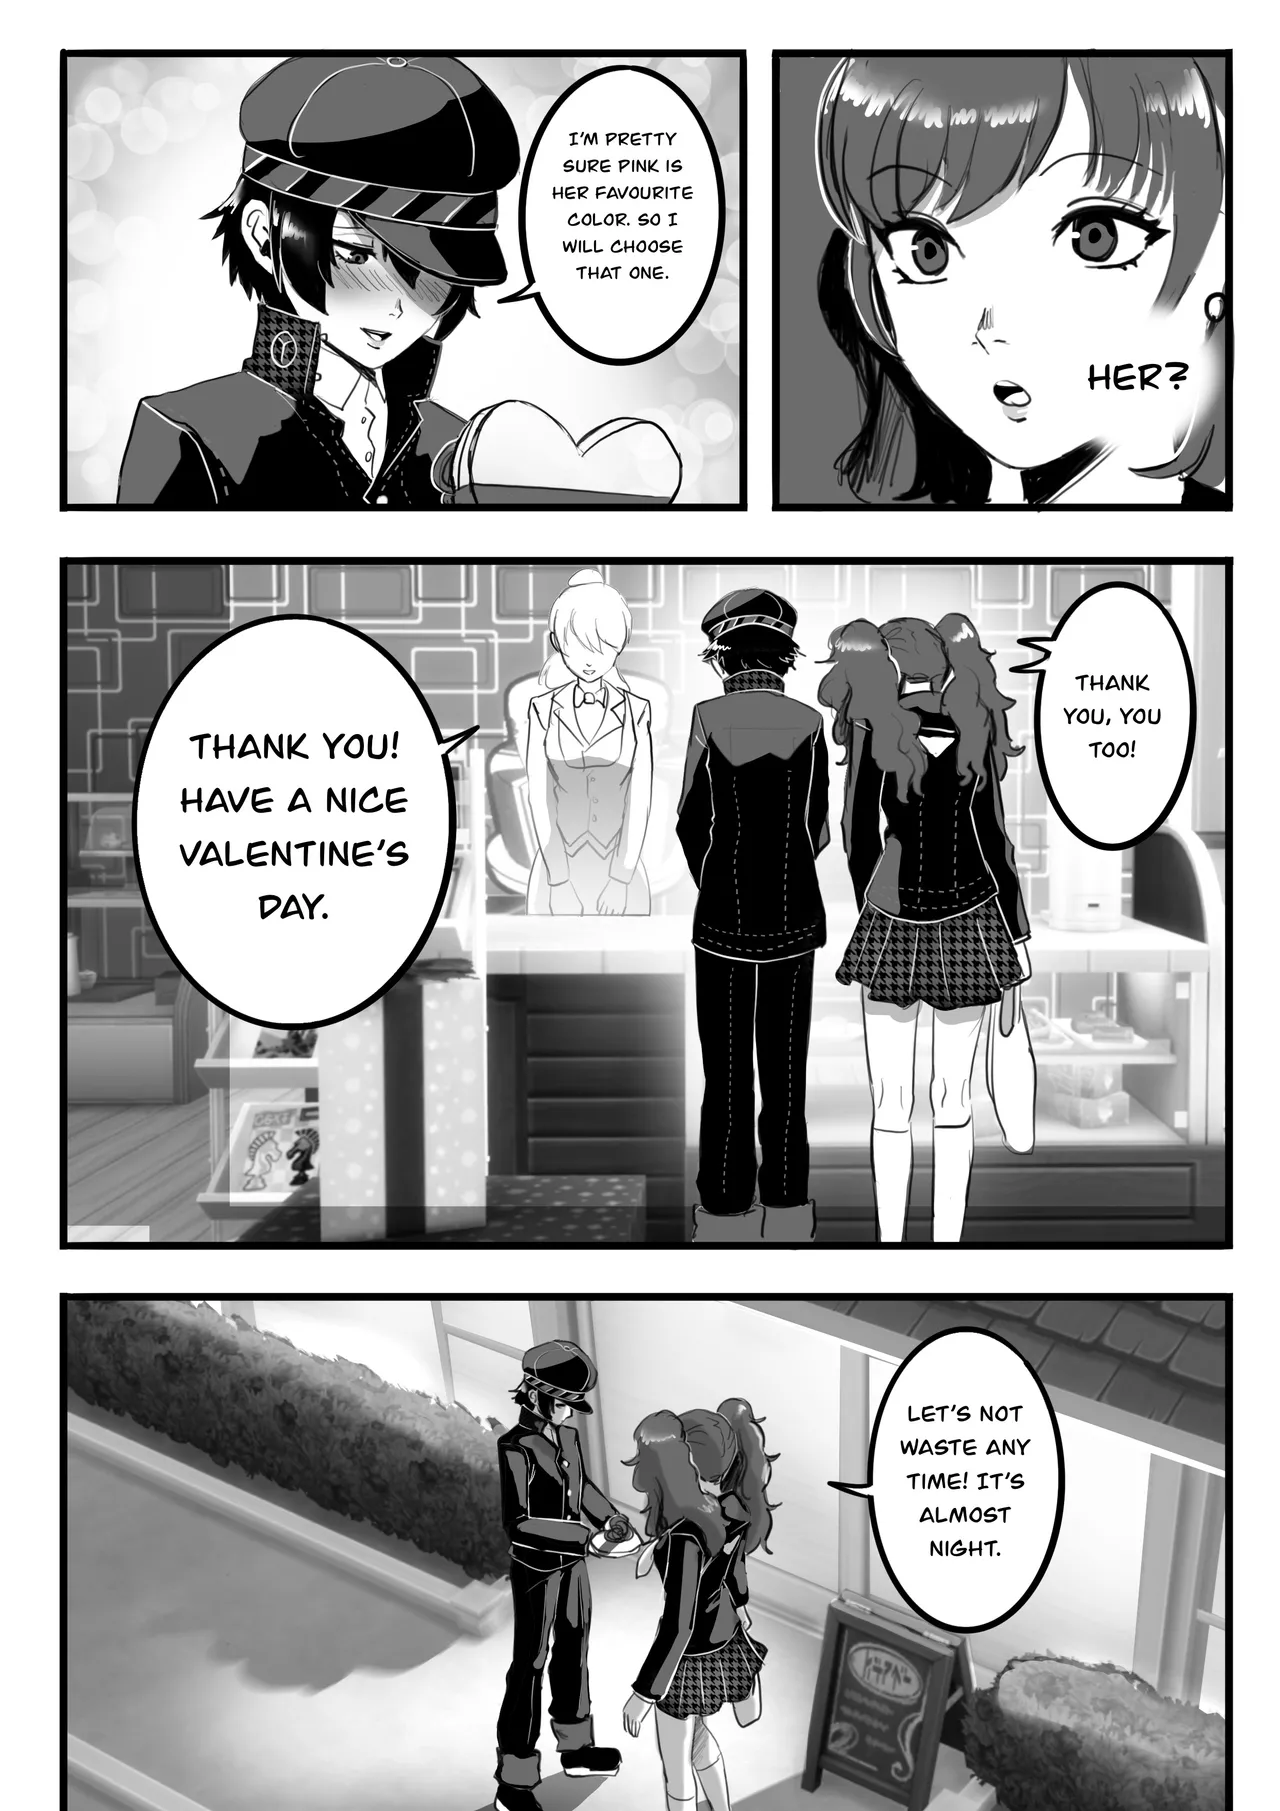 I'M PRETTY
SURE PINK IS
HER FAVOURITE
COLOR. SO I
WILL CHOOSE
THAT ONE.
HER?
THANK YOU!
HAVE A NICE
VALENTINE'S
DAY.
THANK
YOU, YOU
TOO!
LET'S NOT
WASTE ANY
TIME! IT'S
ALMOST
NIGHT.